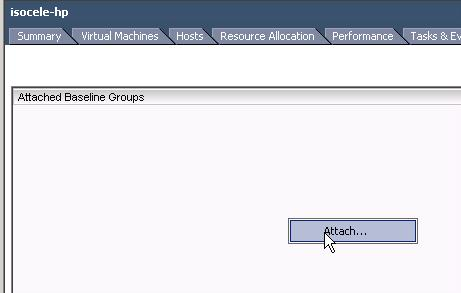 isocele-hp
Summary Virtual Machines Hosts Resource Allocation Performance Tasks & Ev
Attached Baseline Groups
Attach...